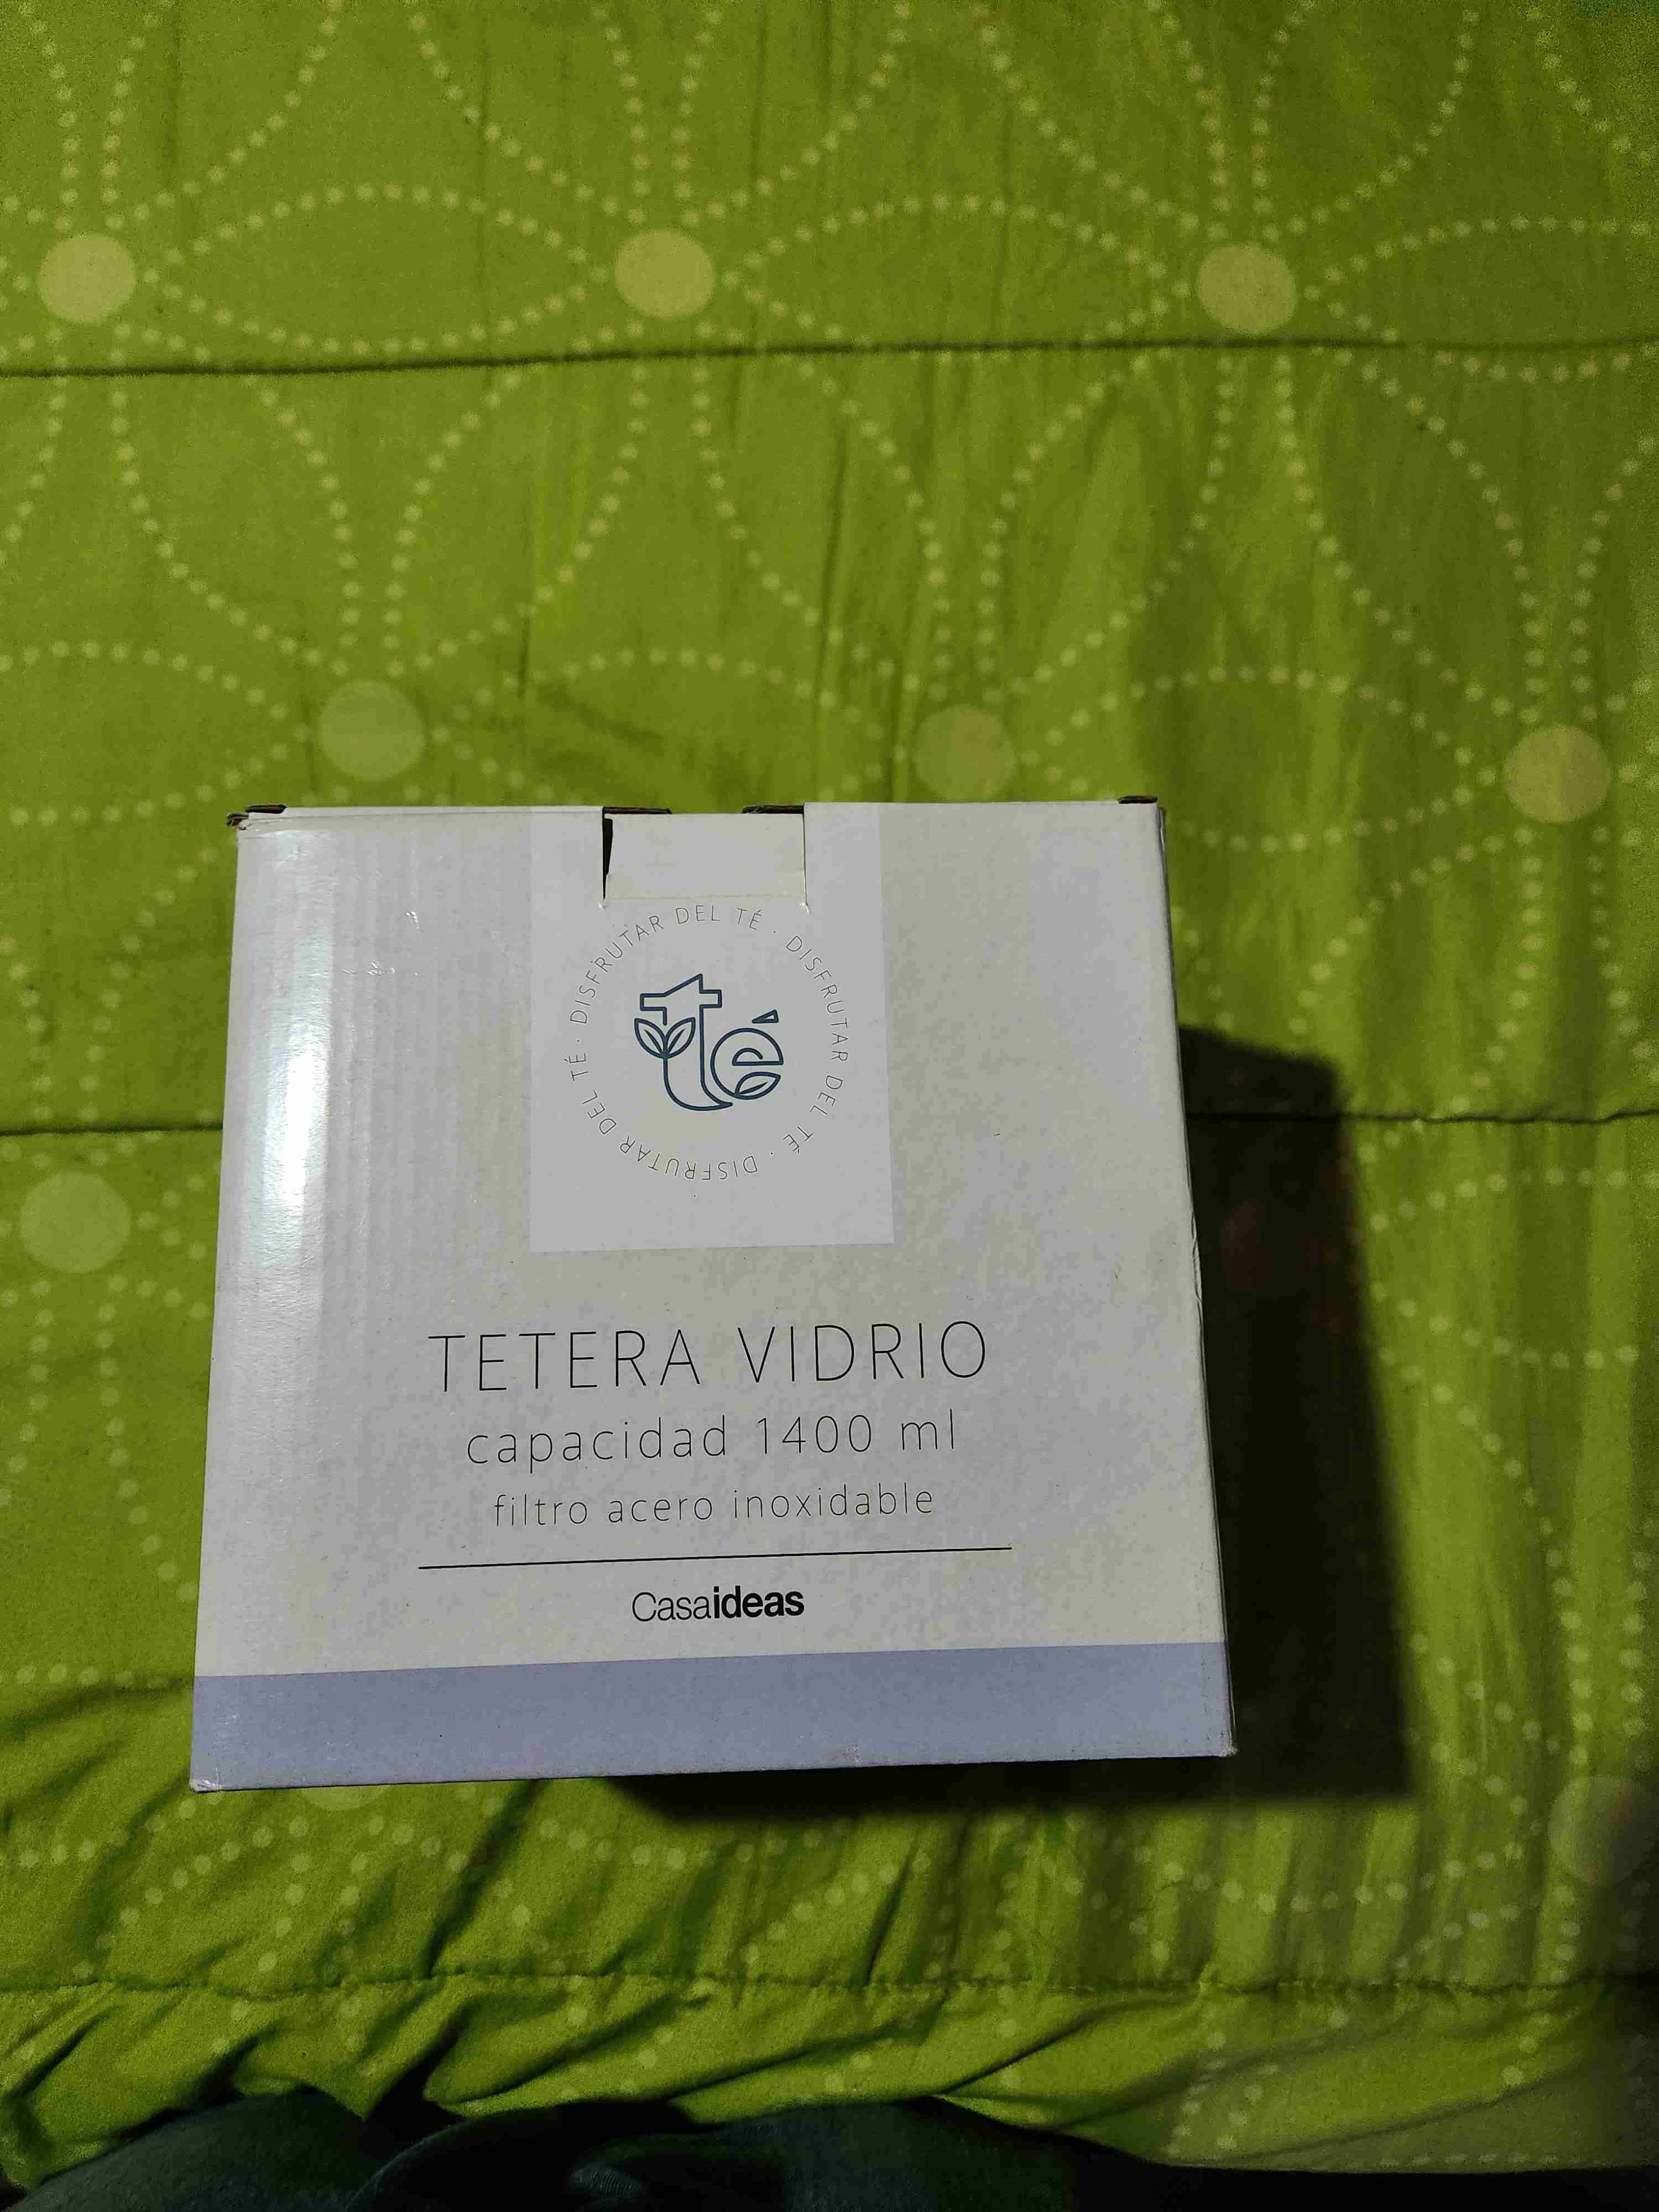 DISFRUTAR DEL TÉ · DISFRUTAR DEL TÉ · DISFRUTAR DEL TÉ ·
té
TETERA VIDRIO
capacidad 1400 ml
filtro acero inoxidable
Casaideas